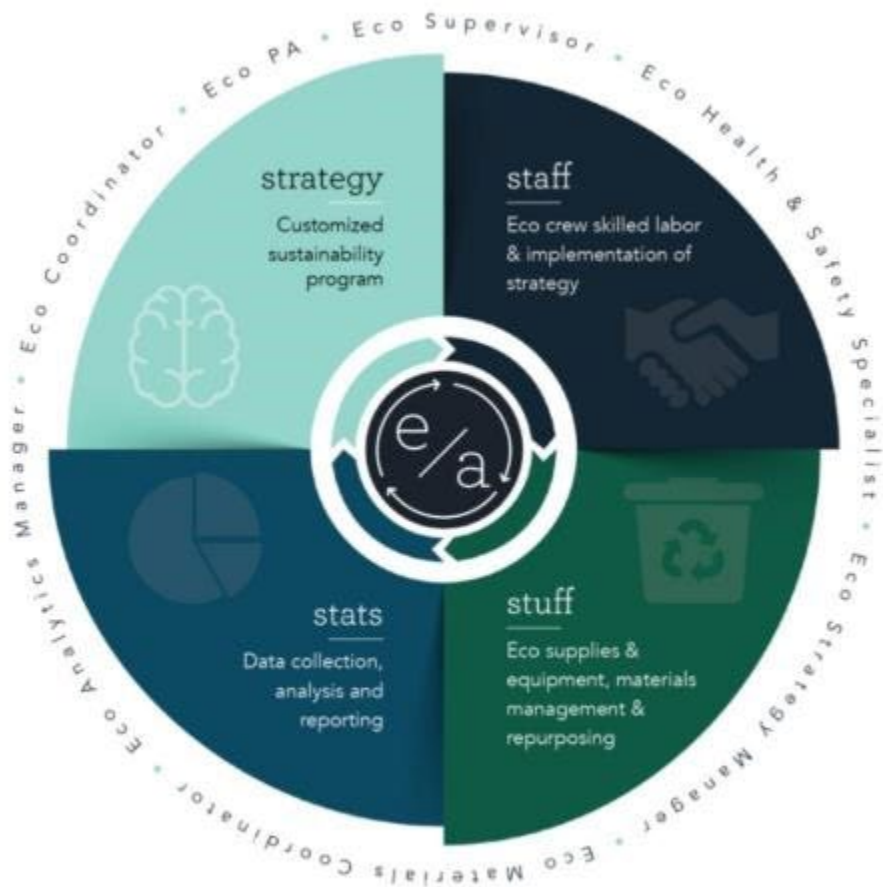 Eco Coordinator • Eco PA • Eco Supervisor • Eco Health & Safety Specialist • Eco Strategy Manager • Eco Materials Coordinator • Eco Analytics Manager •
strategy
Customized
sustainability
program
staff
Eco crew skilled labor
& implementation of
strategy
e/a
stats
Data collection,
analysis and
reporting
stuff
Eco supplies &
equipment, materials
management &
repurposing